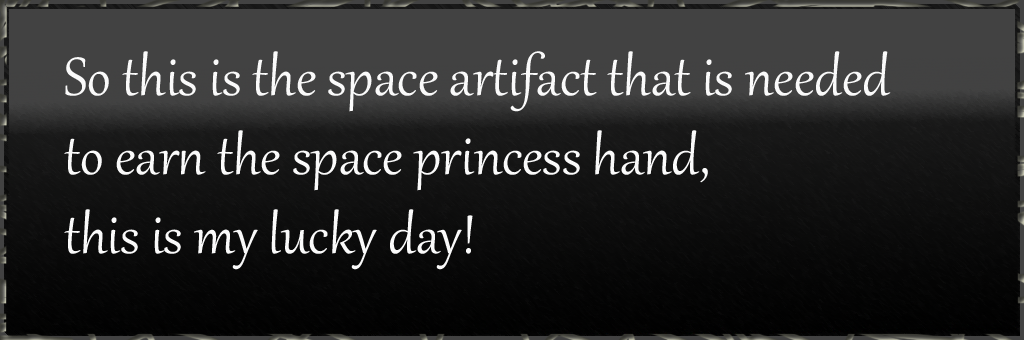 So this is the space artifact that is needed
to earn the space princess hand,
this is my lucky day!